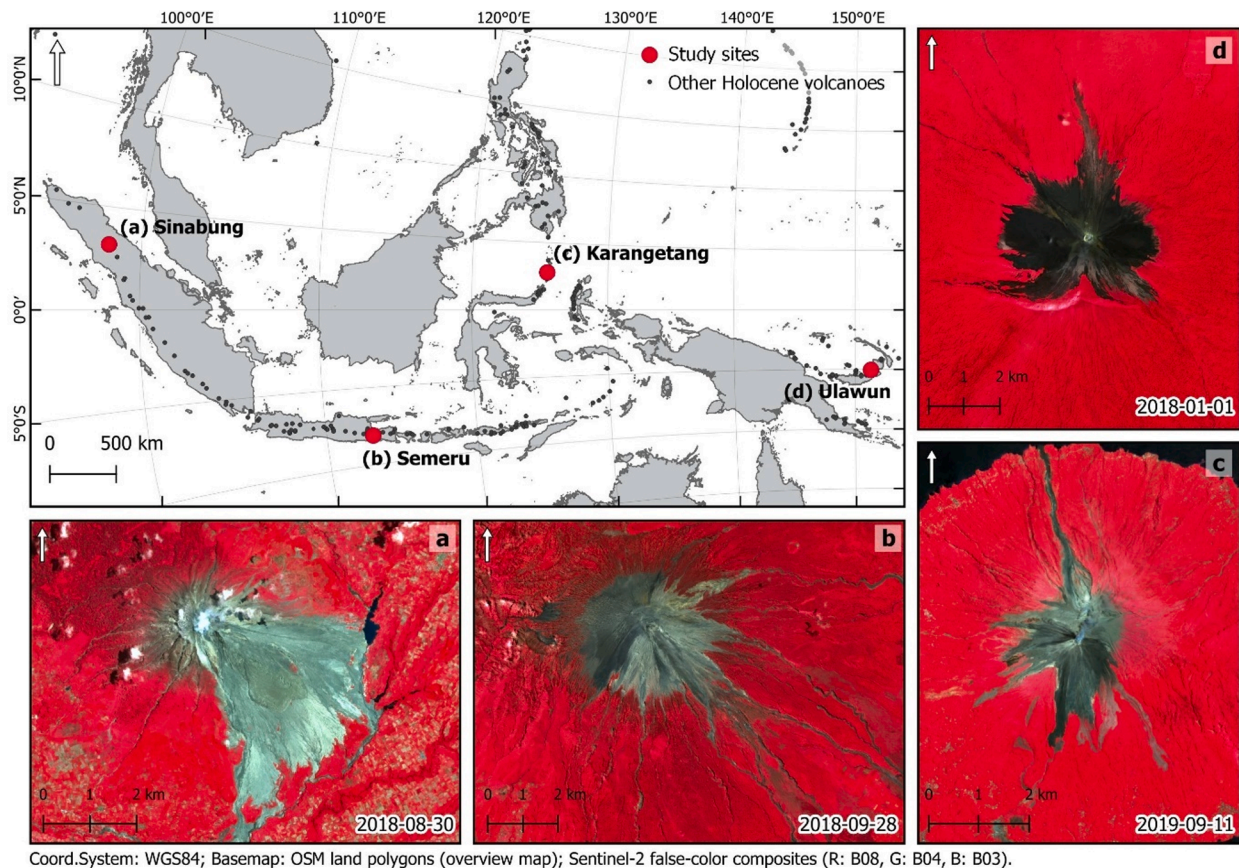 100°0'E 110°0'E 120°0'E 130°0'E 140°0'E 150°0'E
10°0'N
5°0'N
0°0'
5°0'S
Study sites
Other Holocene volcanoes
(a) Sinabung
(c) Karangetang
(d) Ulawun
(b) Semeru
0 500 km
d
0 1 2 km
2018-01-01
a
0 1 2 km
2018-08-30
b
0 1 2 km
2018-09-28
c
0 1 2 km
2019-09-11
Coord.System: WGS84; Basemap: OSM land polygons (overview map); Sentinel-2 false-color composites (R: B08, G: B04, B: B03).